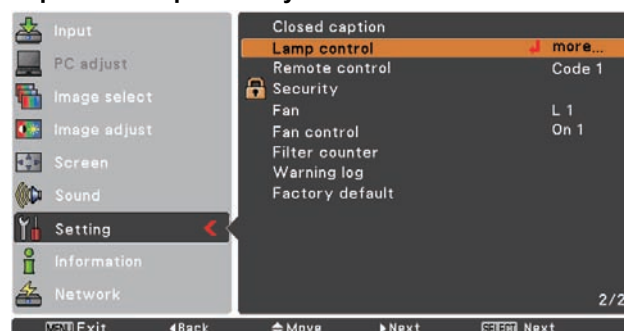 Input
PC adjust
Image select
Image adjust
Screen
Sound
Setting
Information
Network
Closed caption
Lamp control more...
Remote control Code 1
Security
Fan L 1
Fan control On 1
Filter counter
Warning log
Factory default
2/2
MENU Exit Back Move Next SELECT Next